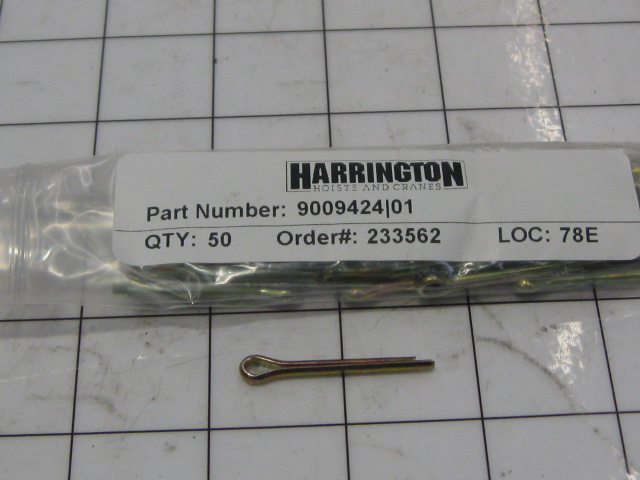 HARRINGTON
HOISTS AND CRANES
Part Number: 9009424|01
QTY: 50 Order#: 233562 LOC: 78E